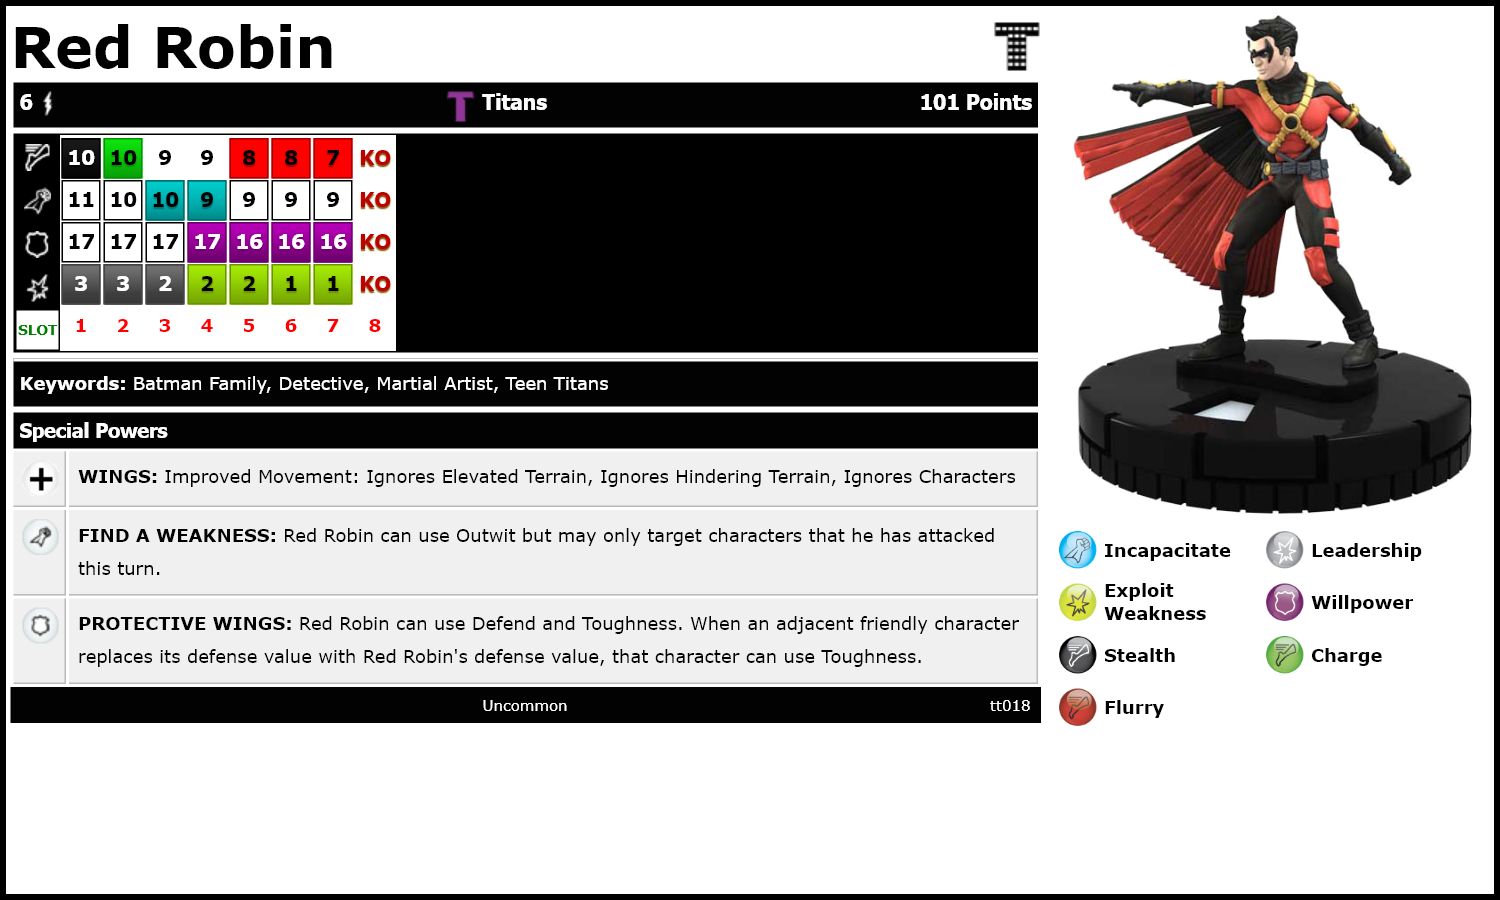 Red Robin
T
6 T Titans 101 Points
10 10 9 9 8 8 7 KO
11 10 10 9 9 9 9 KO
17 17 17 17 16 16 16 KO
3 3 2 2 2 1 1 KO
SLOT 1 2 3 4 5 6 7 8
Keywords: Batman Family, Detective, Martial Artist, Teen Titans
Special Powers
WINGS: Improved Movement: Ignores Elevated Terrain, Ignores Hindering Terrain, Ignores Characters
FIND A WEAKNESS: Red Robin can use Outwit but may only target characters that he has attacked
this turn.
PROTECTIVE WINGS: Red Robin can use Defend and Toughness. When an adjacent friendly character
replaces its defense value with Red Robin's defense value, that character can use Toughness.
Uncommon tt018
Incapacitate Leadership
Exploit
Weakness
Willpower
Stealth Charge
Flurry